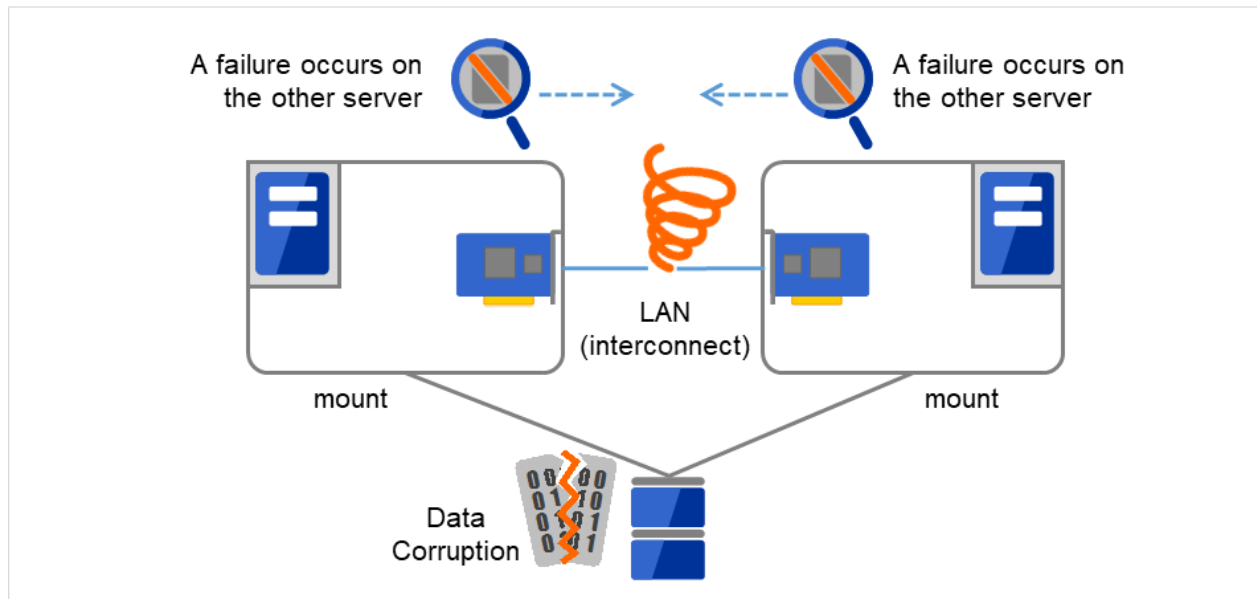 A failure occurs on
the other server
A failure occurs on
the other server
LAN
(interconnect)
mount
mount
Data
Corruption